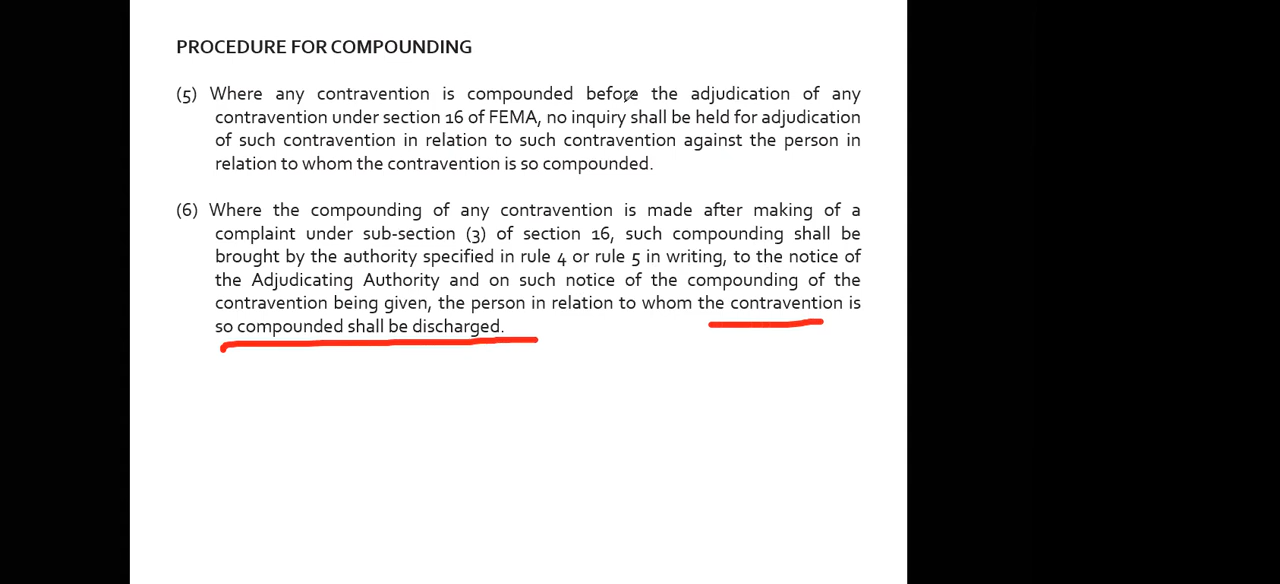 PROCEDURE FOR COMPOUNDING
(5) Where any contravention is compounded before the adjudication of any
contravention under section 16 of FEMA, no inquiry shall be held for adjudication
of such contravention in relation to such contravention against the person in
relation to whom the contravention is so compounded.
(6) Where the compounding of any contravention is made after making of a
complaint under sub-section (3) of section 16, such compounding shall be
brought by the authority specified in rule 4 or rule 5 in writing, to the notice of
the Adjudicating Authority and on such notice of the compounding of the
contravention being given, the person in relation to whom the contravention is
so compounded shall be discharged.